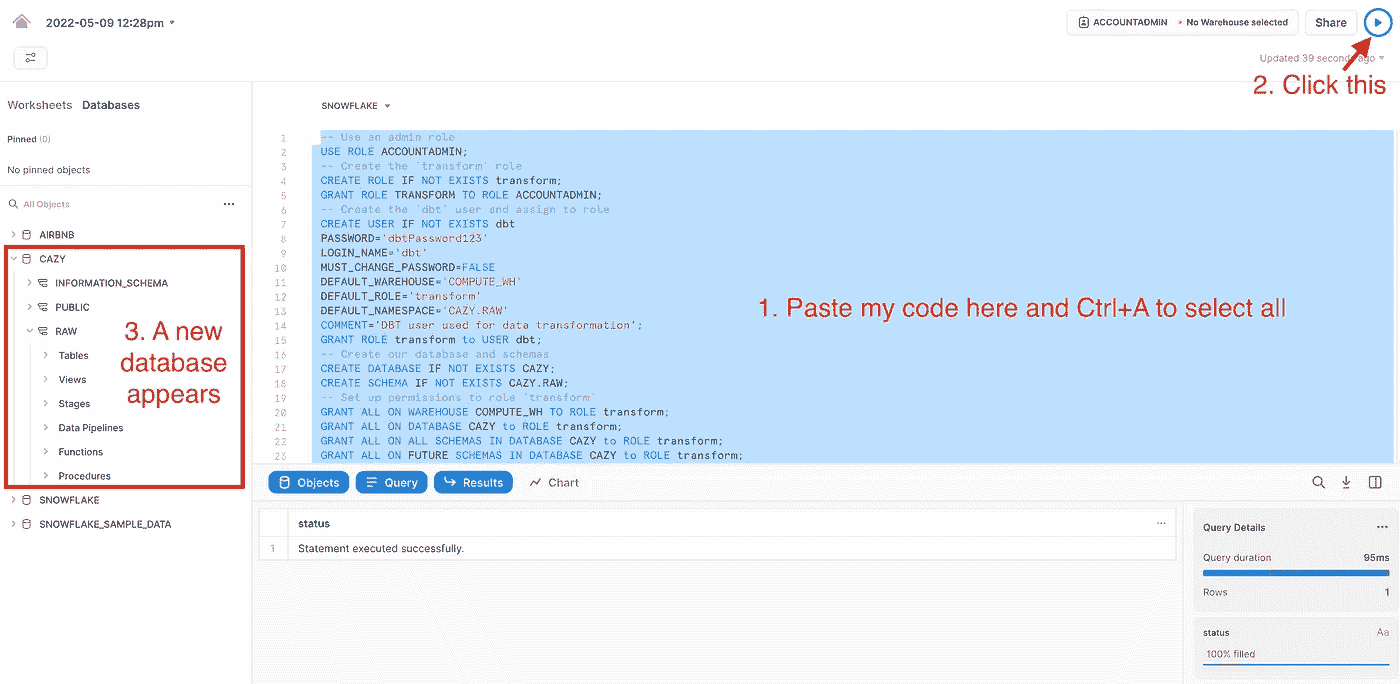 2022-05-09 12:28pm
ACCOUNTADMIN • No Warehouse selected
Share
Updated 39 seconds ago
2. Click this
Worksheets Databases
Pinned (0)
No pinned objects
All Objects
AIRBNB
CAZY
INFORMATION_SCHEMA
PUBLIC
RAW
Tables
Views
Stages
Data Pipelines
Functions
Procedures
SNOWFLAKE
SNOWFLAKE_SAMPLE_DATA
3. A new
database
appears
SNOWFLAKE
1 -- Use an admin role
2 USE ROLE ACCOUNTADMIN;
3 -- Create the `transform` role
4 CREATE ROLE IF NOT EXISTS transform;
5 GRANT ROLE TRANSFORM TO ROLE ACCOUNTADMIN;
6 -- Create the `dbt` user and assign to role
7 CREATE USER IF NOT EXISTS dbt
8 PASSWORD='dbtPassword123'
9 LOGIN_NAME='dbt'
10 MUST_CHANGE_PASSWORD=FALSE
11 DEFAULT_WAREHOUSE='COMPUTE_WH'
12 DEFAULT_ROLE='transform'
13 DEFAULT_NAMESPACE='CAZY.RAW'
14 COMMENT='DBT user used for data transformation';
15 GRANT ROLE transform to USER dbt;
16 -- Create our database and schemas
17 CREATE DATABASE IF NOT EXISTS CAZY;
18 CREATE SCHEMA IF NOT EXISTS CAZY.RAW;
19 -- Set up permissions to role `transform`
20 GRANT ALL ON WAREHOUSE COMPUTE_WH TO ROLE transform;
21 GRANT ALL ON DATABASE CAZY to ROLE transform;
22 GRANT ALL ON ALL SCHEMAS IN DATABASE CAZY to ROLE transform;
23 GRANT ALL ON FUTURE SCHEMAS IN DATABASE CAZY to ROLE transform;
1. Paste my code here and Ctrl+A to select all
Objects Query Results Chart
status
1 Statement executed successfully.
Query Details
Query duration 95ms
Rows 1
status Aa
100% filled